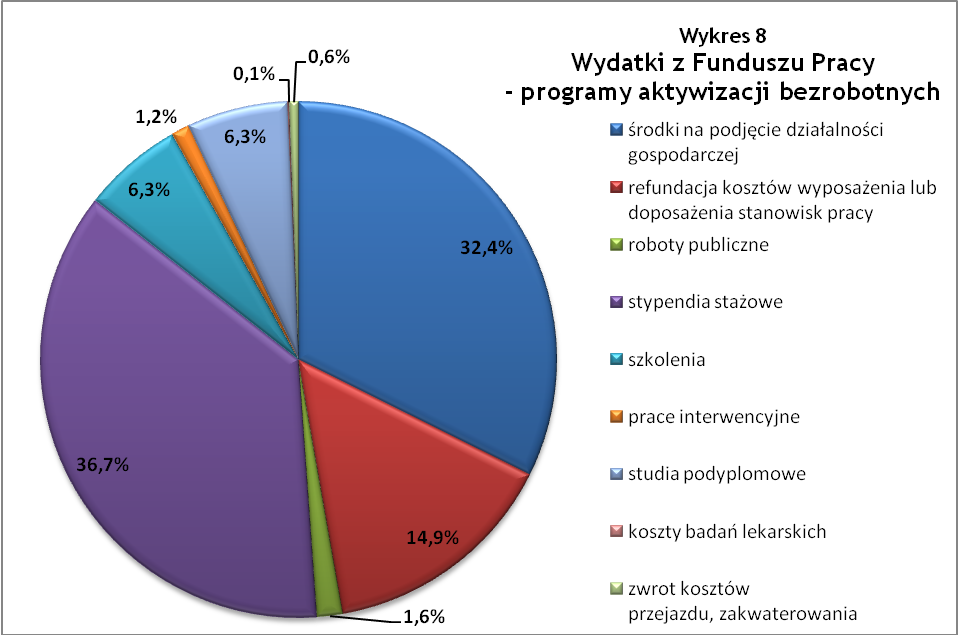 Wykres 8
Wydatki z Funduszu Pracy
- programy aktywizacji bezrobotnych
0,6%
0,1%
1,2%
6,3%
6,3%
32,4%
36,7%
14,9%
1,6%
środki na podjęcie działalności
gospodarczej
refundacja kosztów wyposażenia lub
doposażenia stanowisk pracy
roboty publiczne
stypendia stażowe
szkolenia
prace interwencyjne
studia podyplomowe
koszty badań lekarskich
zwrot kosztów
przejazdu, zakwaterowania